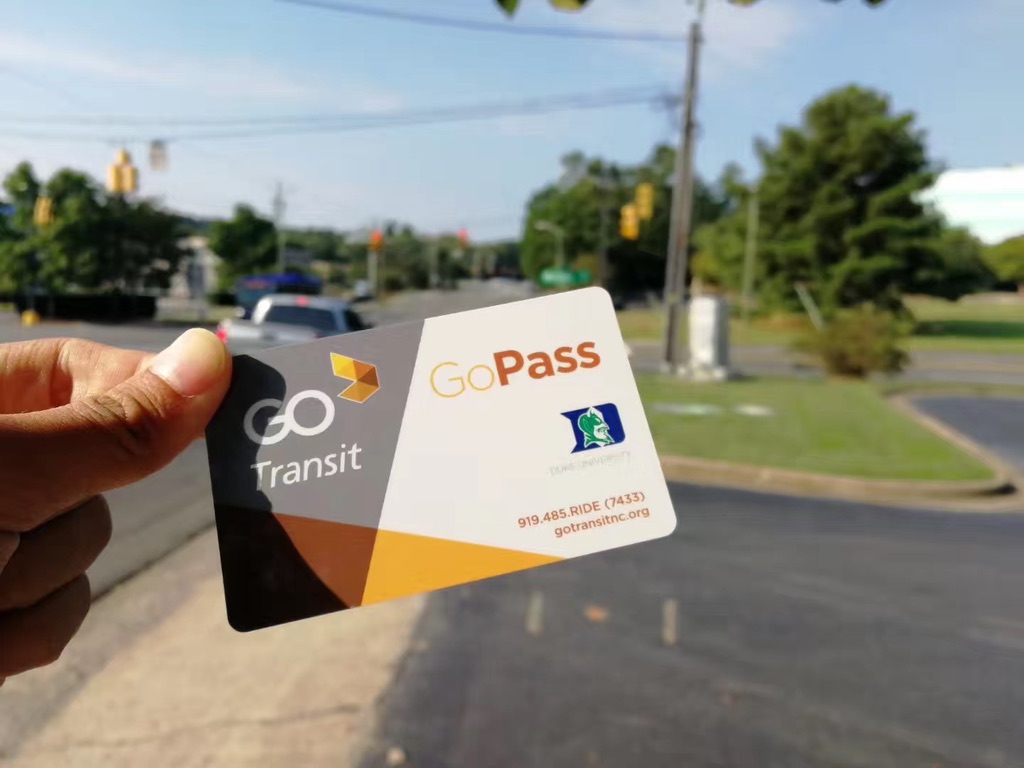 GO
Transit
GoPass
DUKE UNIVERSITY
919.485.RIDE (7433)
gotransitnc.org